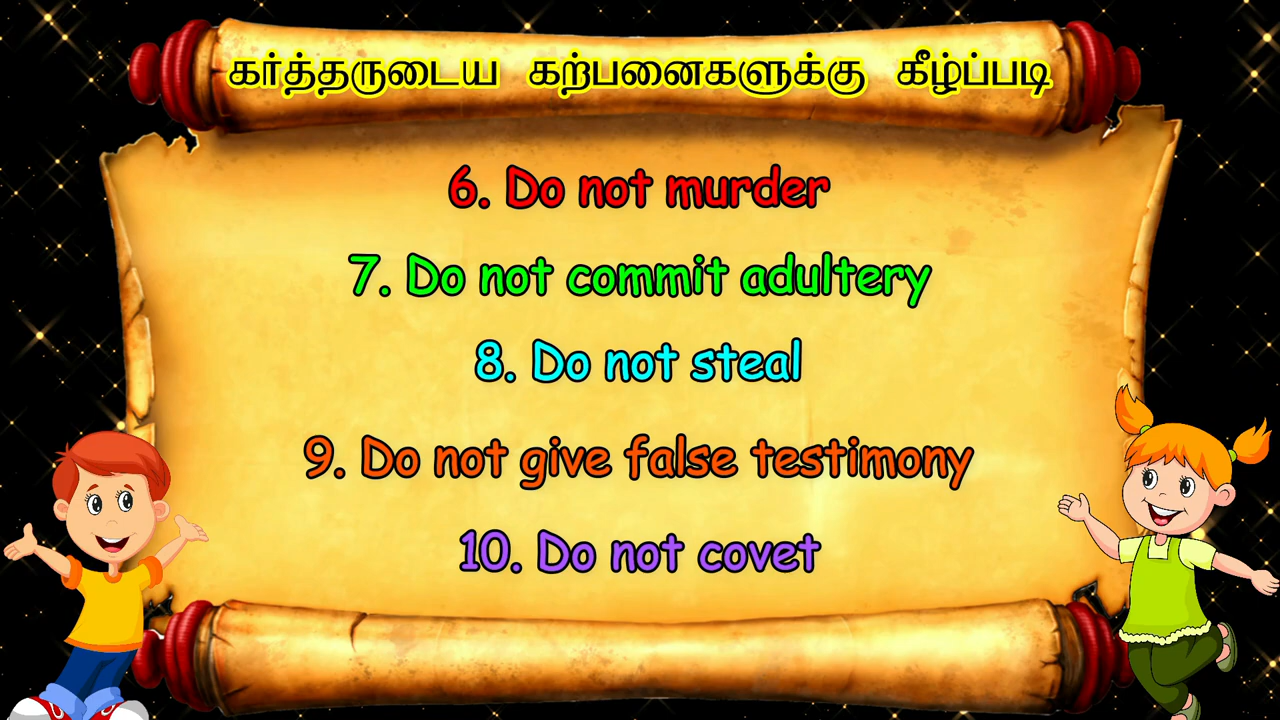 கர்த்தருடைய கற்பனைகளுக்கு கீழ்ப்படி
6. Do not murder
7. Do not commit adultery
8. Do not steal
9. Do not give false testimony
10. Do not covet